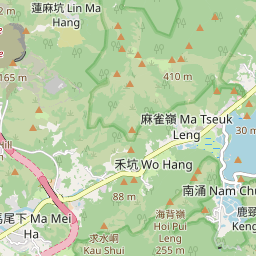 蓮麻坑 Lin Ma
Hang
165 m
410 m
麻雀嶺 Ma Tseuk
Leng
30 m
禾坑 Wo Hang
Hill
南涌 Nam Chu
88 m
鹿頸
Keng
馬尾下 Ma Mei
Ha
海背嶺
Hoi Pui
Leng
255 m
求水峒
Kau Shui